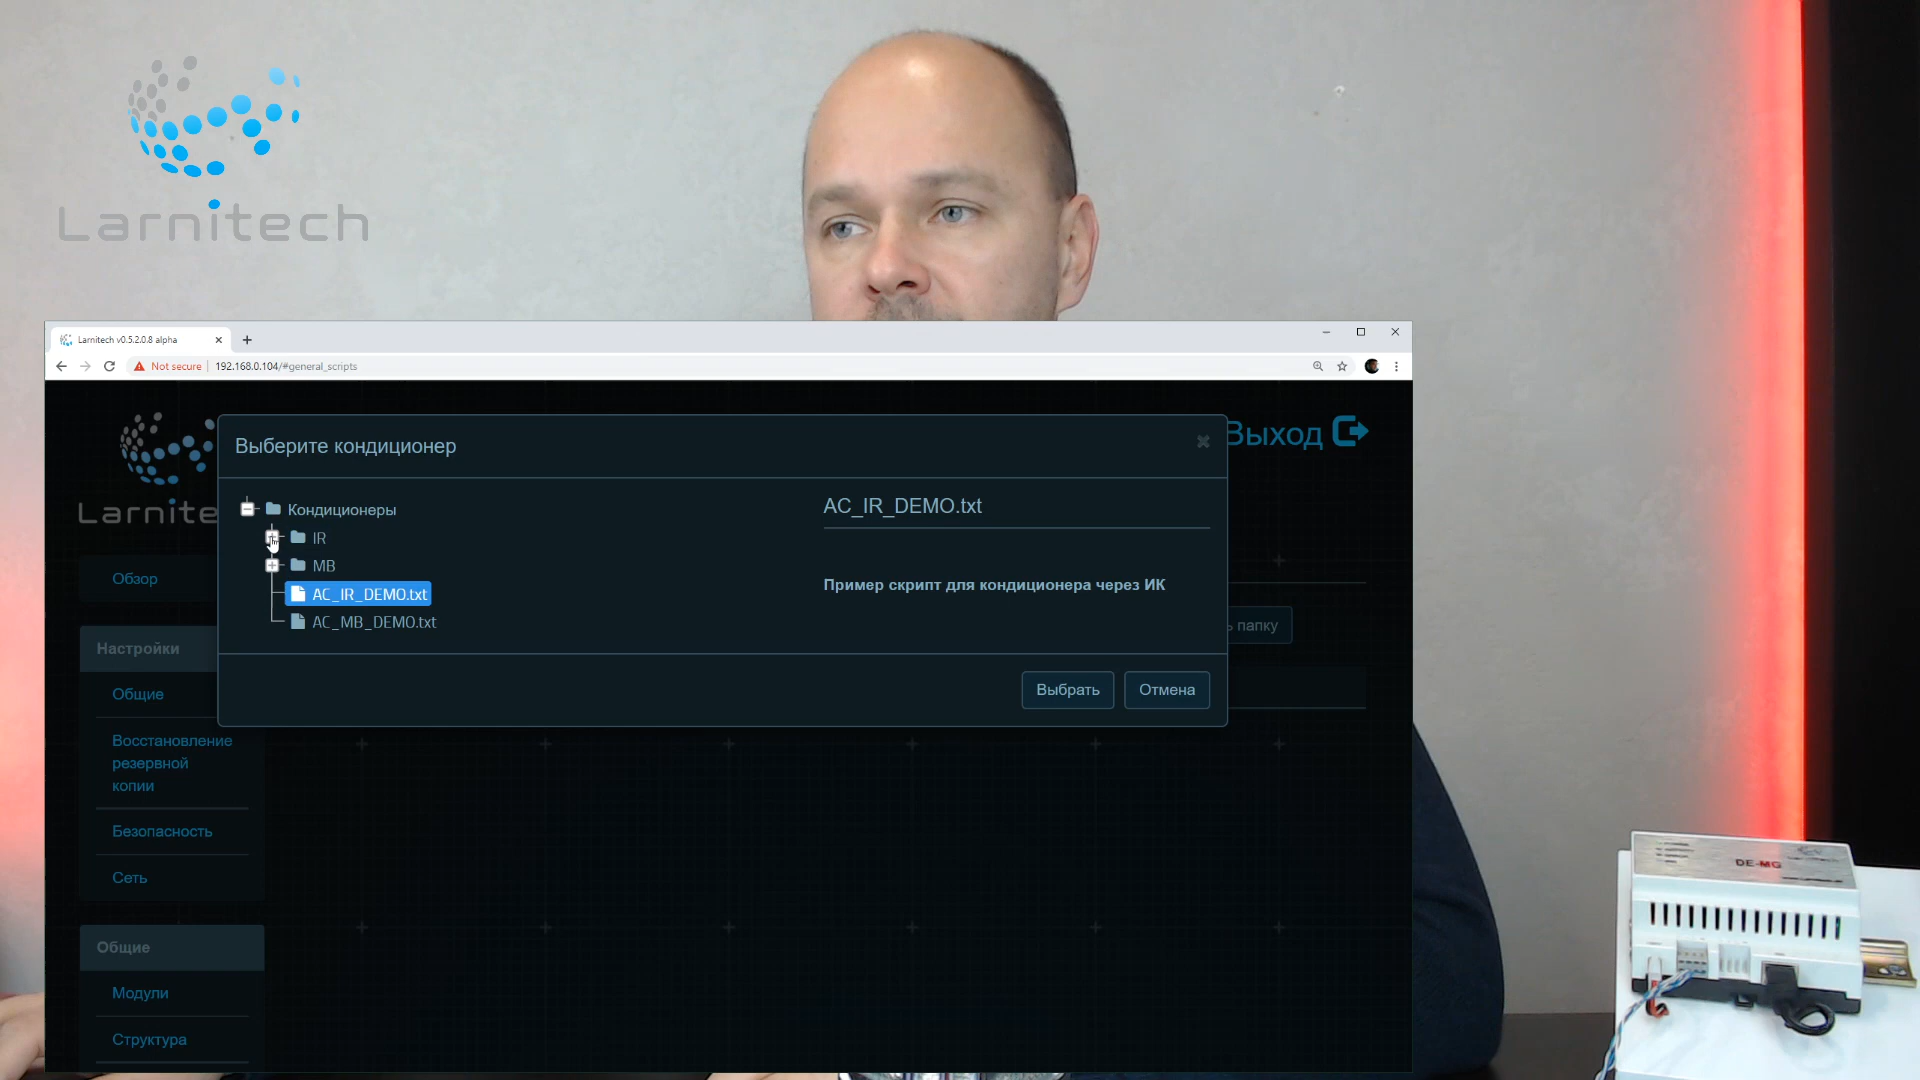 Larnitech
Larnitech v0.5.2.0.8 alpha
Not secure
192.168.0.104/#general_scripts
Larnite
Выход
Выберите кондиционер
Кондиционеры
IR
MB
AC_IR_DEMO.txt
AC_MB_DEMO.txt
AC_IR_DEMO.txt
Пример скрипт для кондиционера через ИК
папку
Выбрать
Отмена
Обзор
Настройки
Общие
Восстановление
резервной
копии
Безопасность
Сеть
Общие
Модули
Структура
DE-MG